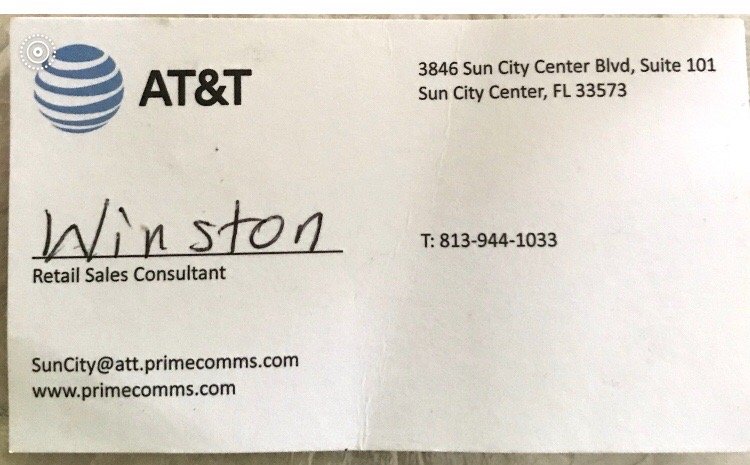 AT&T
3846 Sun City Center Blvd, Suite 101
Sun City Center, FL 33573
Winston
Retail Sales Consultant
T: 813-944-1033
SunCity@att.primecomms.com
www.primecomms.com